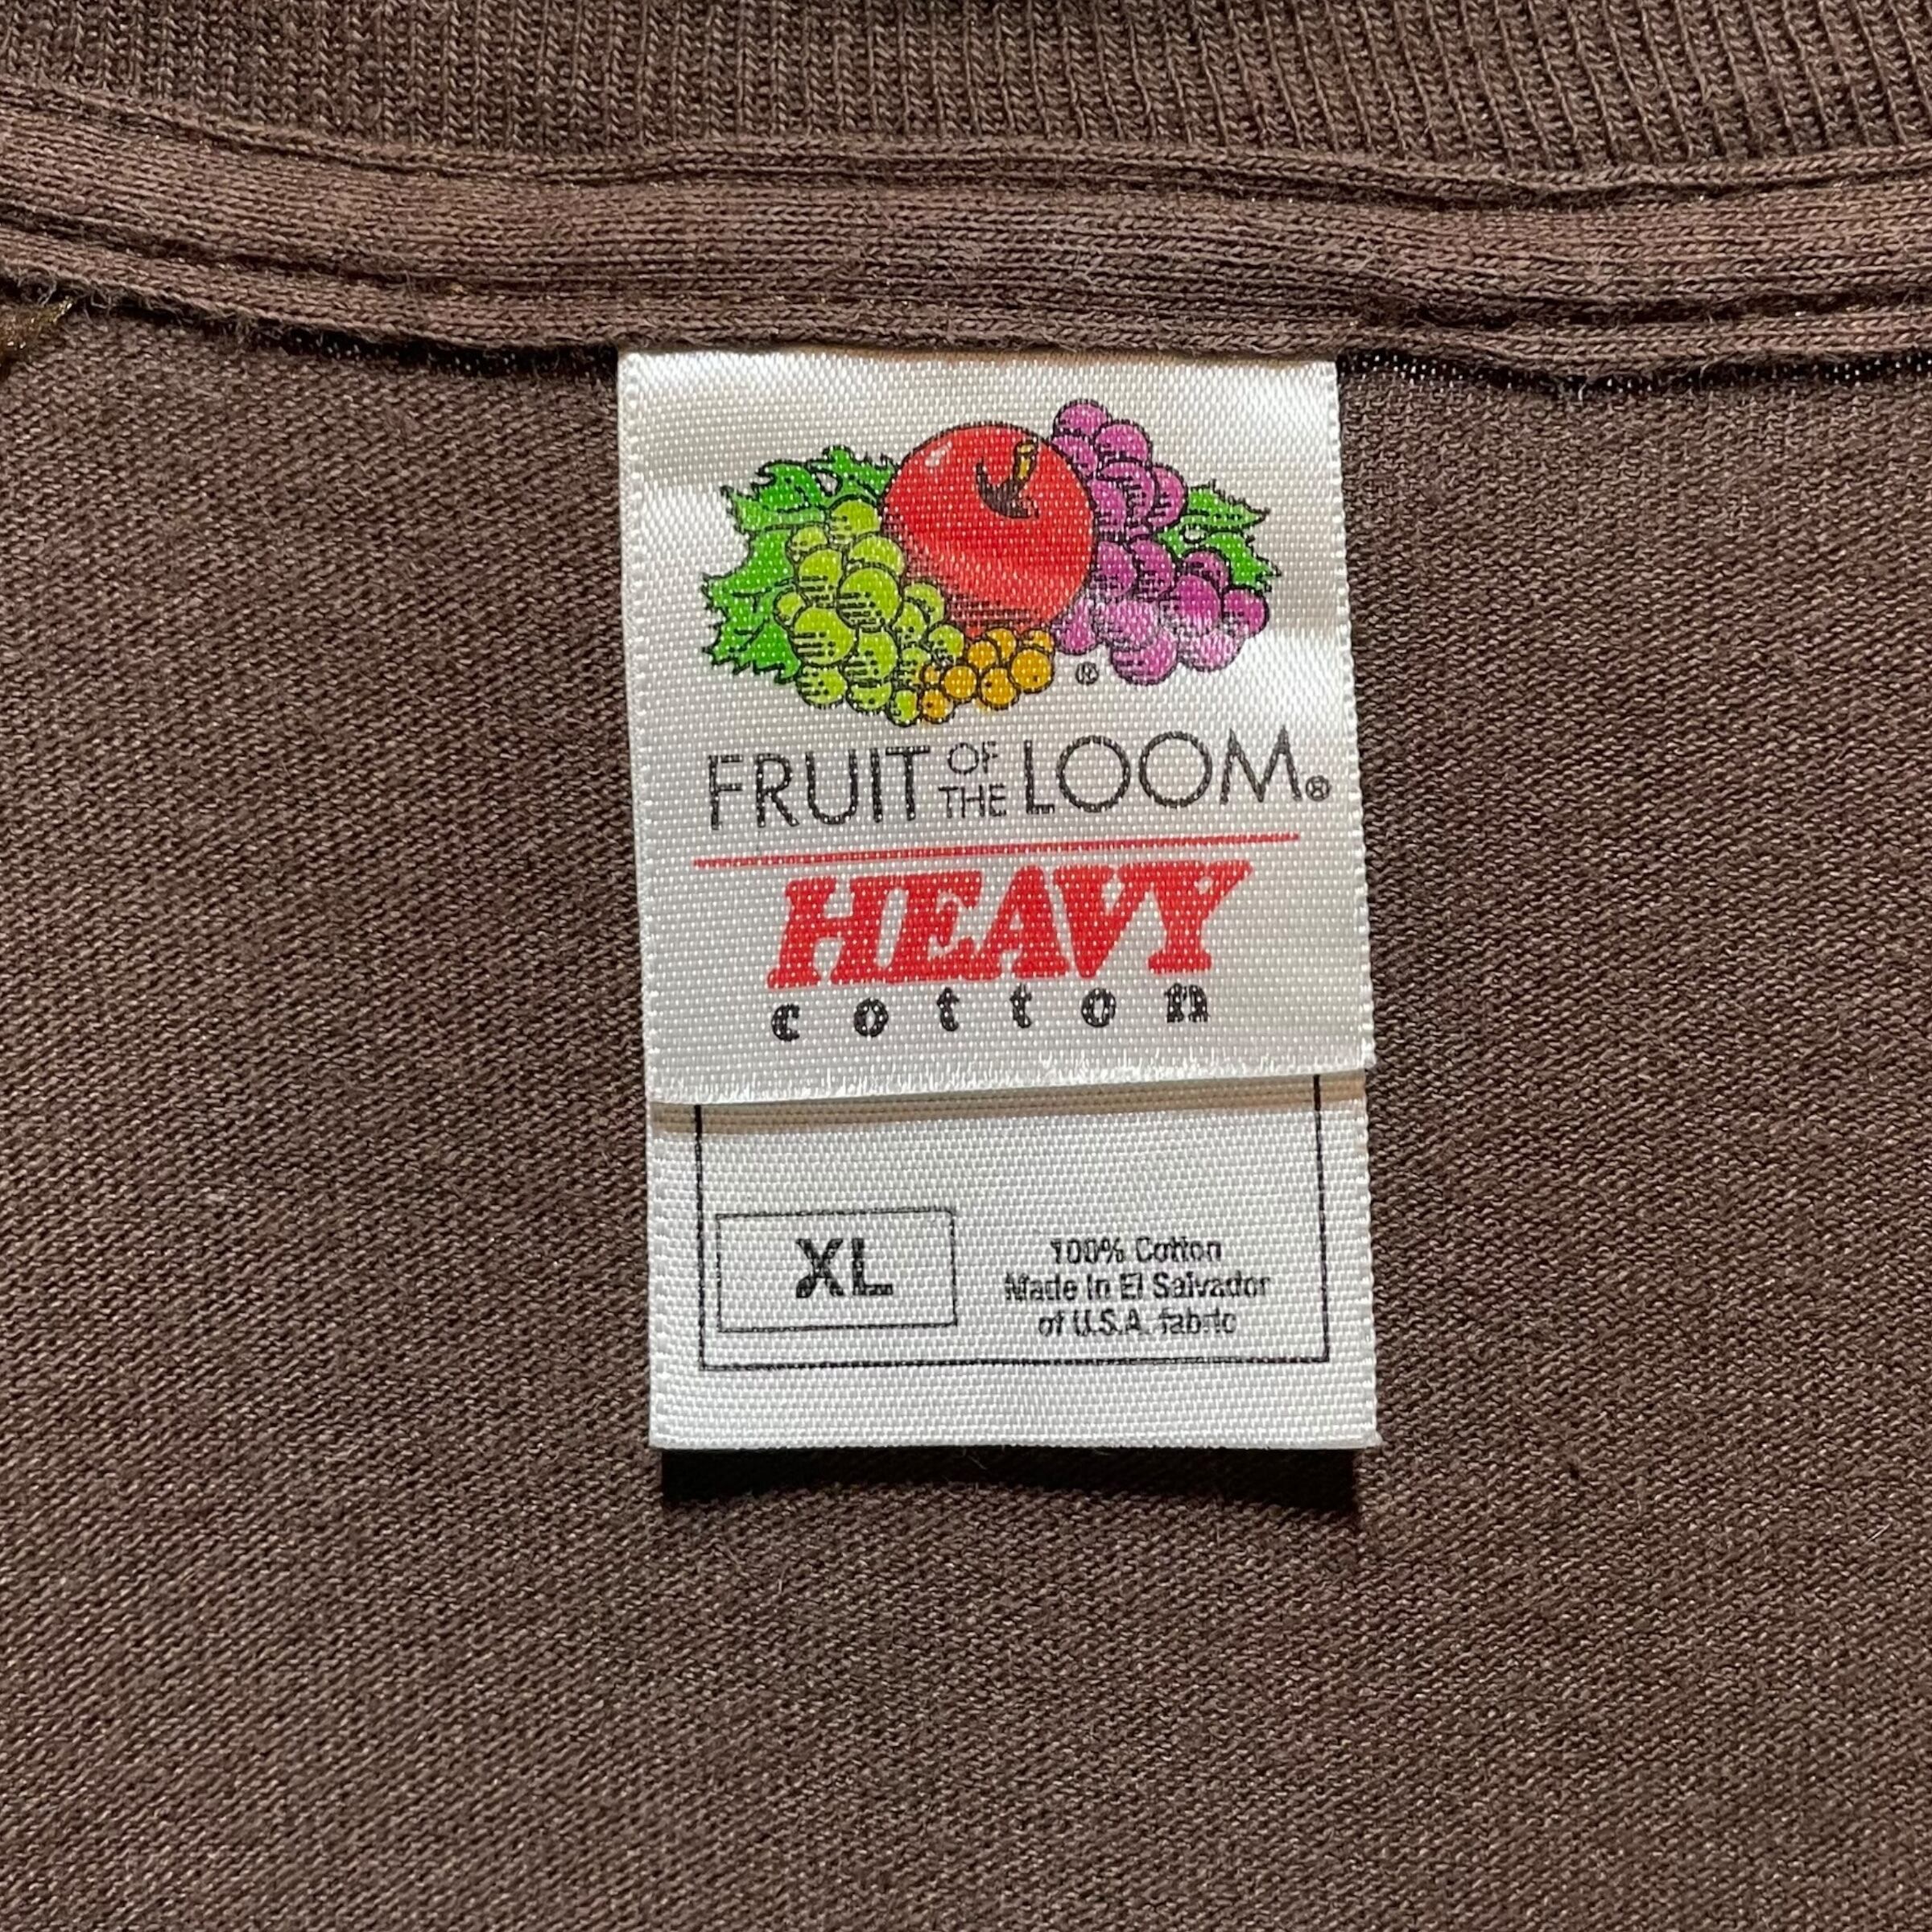 ®
FRUIT OF THE LOOM®
HEAVY
cotton
XL
100% Cotton
Made In El Salvador
of U.S.A. fabric